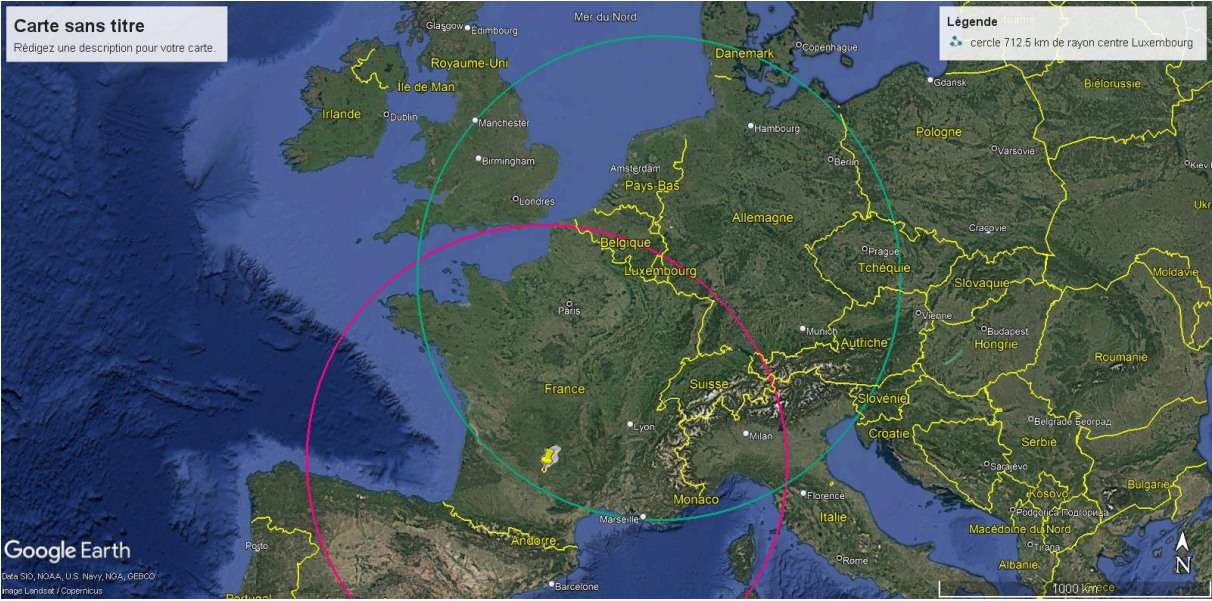 Carte sans titre
Rédigez une description pour votre carte.
Mer du Nord
Légende
cercle 712.5 km de rayon centre Luxembourg
Glasgow
Édimbourg
Royaume-Uni
Danemark
Copenhague
Île de Man
Gdańsk
Biélorussie
Irlande
Dublin
Manchester
Hambourg
Pologne
Birmingham
Amsterdam
Berlin
Varsovie
Kiev
Pays-Bas
Londres
Allemagne
Cracovie
Belgique
Prague
Tchéquie
Luxembourg
Slovaquie
Moldavie
Paris
Vienne
Munich
Budapest
Autriche
Hongrie
Roumanie
France
Suisse
Slovénie
Lyon
Milan
Croatie
Belgrade Београд
Serbie
Sarajevo
Bulgarie
Monaco
Florence
Kosovo
Marseille
Italie
Podgorica Подгорица
Macédoine du Nord
Andorre
Porto
Tirana
Rome
Albanie
Google Earth
Data SIO, NOAA, U.S. Navy, NGA, GEBCO
Image Landsat / Copernicus
Barcelone
Portugal
1000 km
Grèce
N